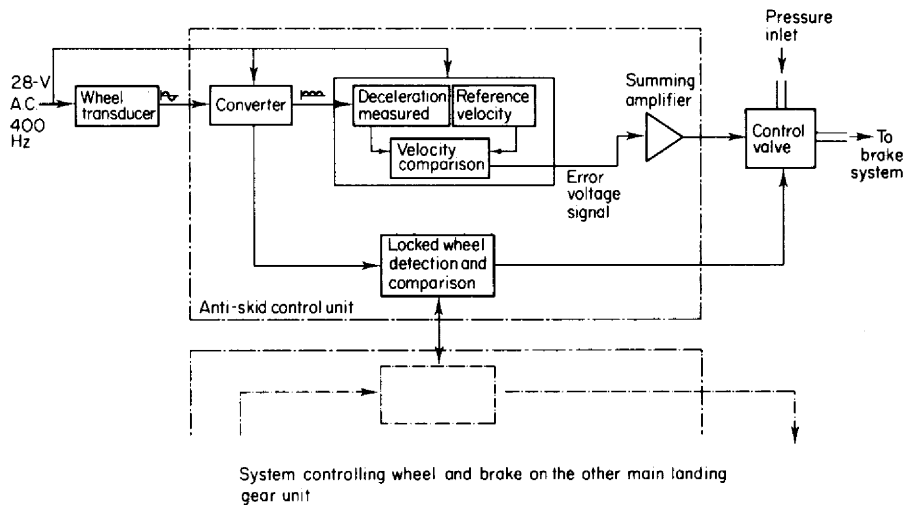 Pressure
inlet
28-V
A.C.
400
Hz
Wheel
transducer
Converter
Deceleration
measured
Reference
velocity
Velocity
comparison
Summing
amplifier
Control
valve
To
brake
system
Error
voltage
signal
Locked wheel
detection and
comparison
Anti-skid control unit
System controlling wheel and brake on the other main landing
gear unit